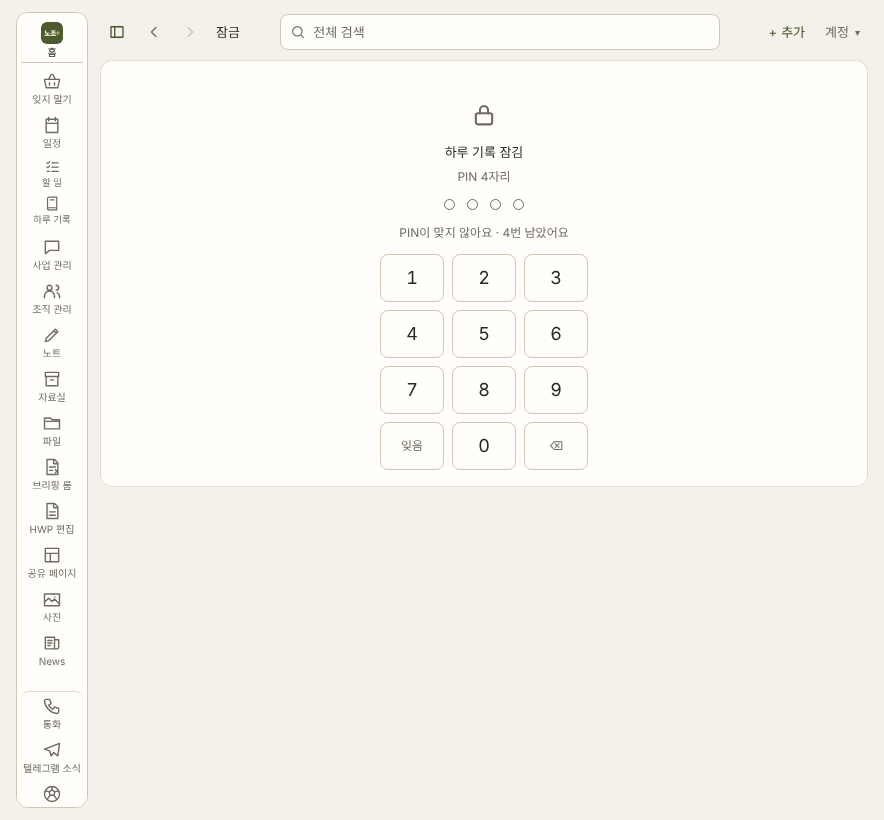 노조+
홈
잊지 말기
일정
할 일
하루 기록
사업 관리
조직 관리
노트
자료실
파일
브리핑 룸
HWP 편집
공유 페이지
사진
News
통화
텔레그램 소식
잠금
전체 검색
+ 추가
계정 ▾
하루 기록 잠김
PIN 4자리
PIN이 맞지 않아요 · 4번 남았어요
1 2 3
4 5 6
7 8 9
잊음 0